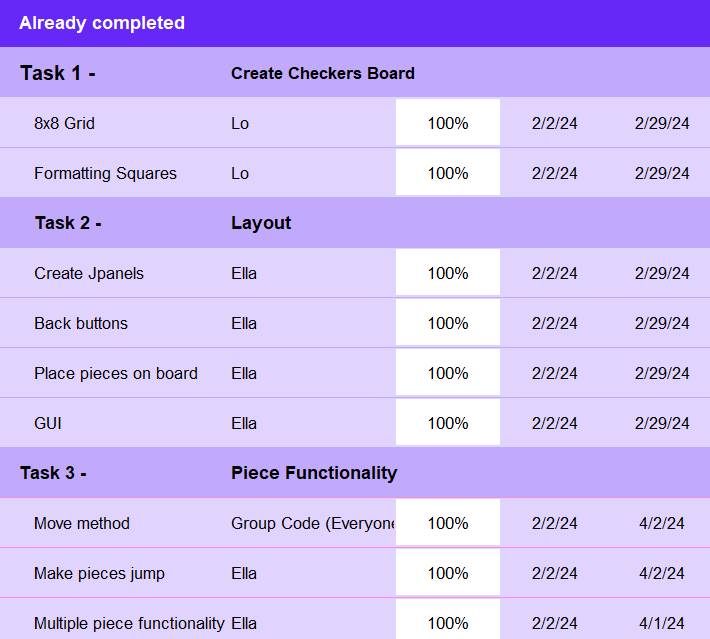 Already completed
Task 1 - Create Checkers Board
8x8 Grid Lo 100% 2/2/24 2/29/24
Formatting Squares Lo 100% 2/2/24 2/29/24
Task 2 - Layout
Create Jpanels Ella 100% 2/2/24 2/29/24
Back buttons Ella 100% 2/2/24 2/29/24
Place pieces on board Ella 100% 2/2/24 2/29/24
GUI Ella 100% 2/2/24 2/29/24
Task 3 - Piece Functionality
Move method Group Code (Everyone 100% 2/2/24 4/2/24
Make pieces jump Ella 100% 2/2/24 4/2/24
Multiple piece functionality Ella 100% 2/2/24 4/1/24